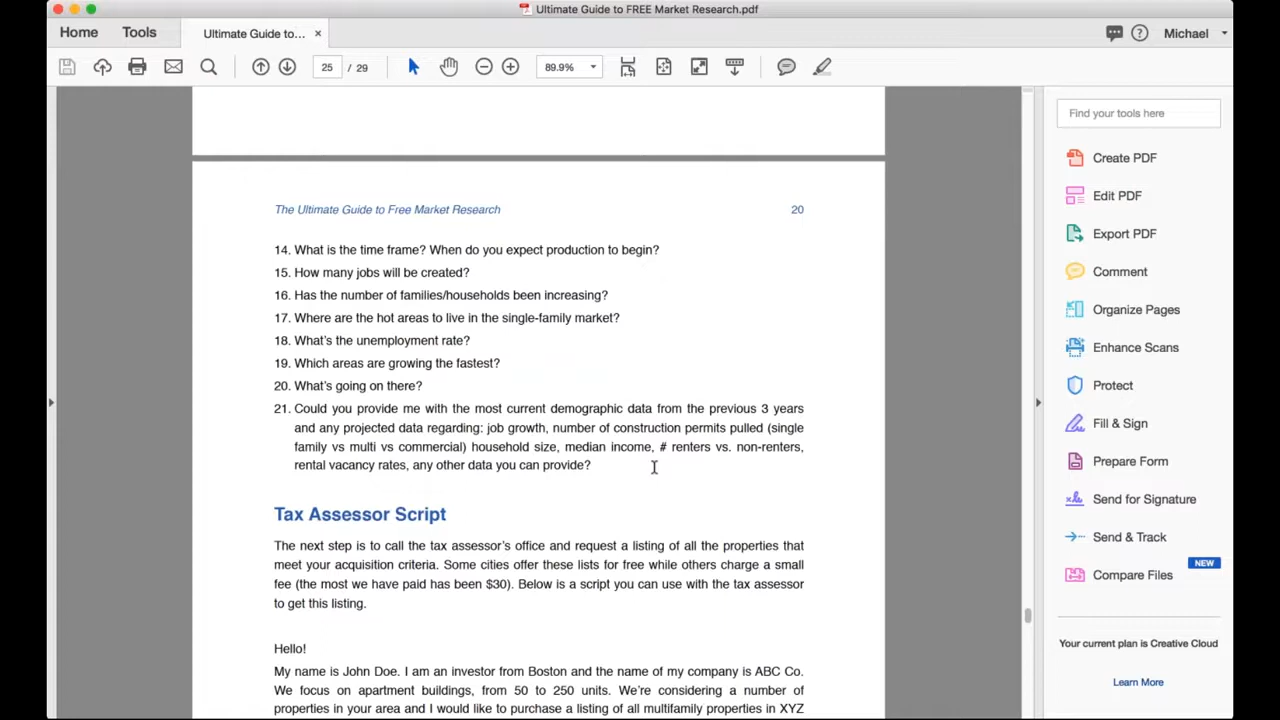 Ultimate Guide to FREE Market Research.pdf
Home
Tools
Ultimate Guide to...
×
Michael
25 / 29
89.9%
Find your tools here
Create PDF
Edit PDF
Export PDF
Comment
Organize Pages
Enhance Scans
Protect
Fill & Sign
Prepare Form
Send for Signature
Send & Track
NEW
Compare Files
Your current plan is Creative Cloud
Learn More
The Ultimate Guide to Free Market Research 20
14. What is the time frame? When do you expect production to begin?
15. How many jobs will be created?
16. Has the number of families/households been increasing?
17. Where are the hot areas to live in the single-family market?
18. What's the unemployment rate?
19. Which areas are growing the fastest?
20. What's going on there?
21. Could you provide me with the most current demographic data from the previous 3 years
and any projected data regarding: job growth, number of construction permits pulled (single
family vs multi vs commercial) household size, median income, # renters vs. non-renters,
rental vacancy rates, any other data you can provide?
Tax Assessor Script
The next step is to call the tax assessor's office and request a listing of all the properties that
meet your acquisition criteria. Some cities offer these lists for free while others charge a small
fee (the most we have paid has been $30). Below is a script you can use with the tax assessor
to get this listing.
Hello!
My name is John Doe. I am an investor from Boston and the name of my company is ABC Co.
We focus on apartment buildings, from 50 to 250 units. We're considering a number of
properties in your area and I would like to purchase a listing of all multifamily properties in XYZ